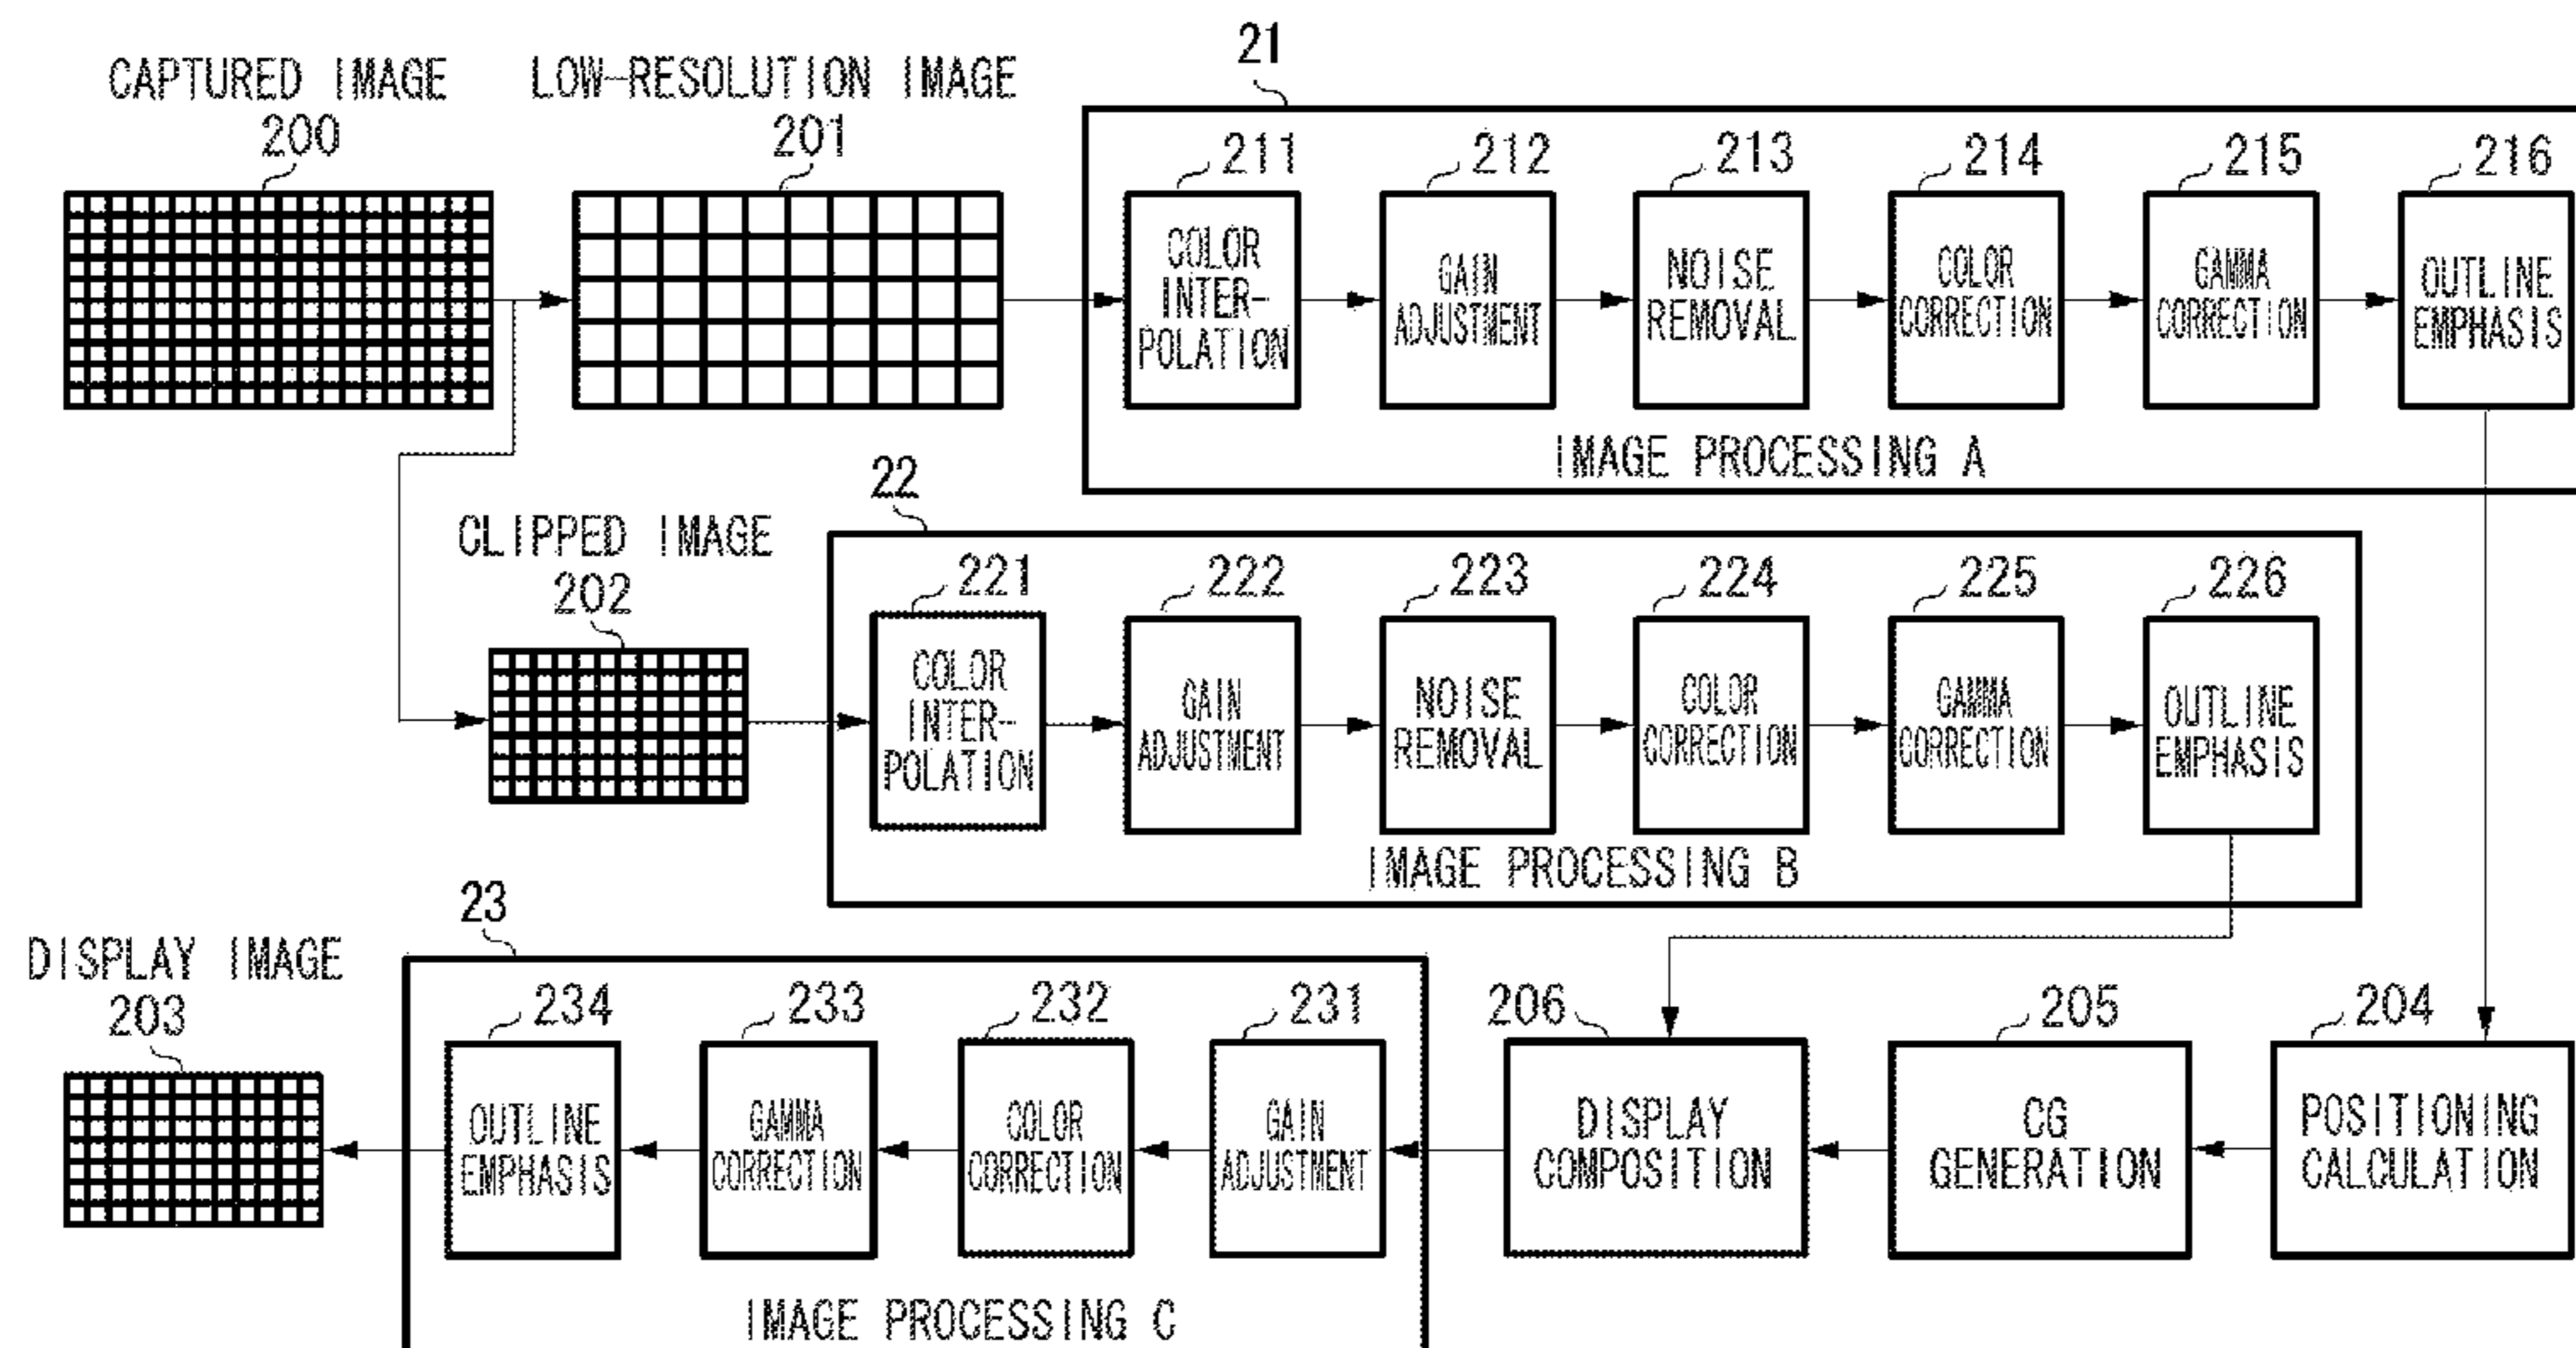 21
CAPTURED IMAGE
200
LOW-RESOLUTION IMAGE
201
211
212
213
214
215
216
COLOR
INTER-
POLATION
GAIN
ADJUSTMENT
NOISE
REMOVAL
COLOR
CORRECTION
GAMMA
CORRECTION
OUTLINE
EMPHASIS
IMAGE PROCESSING A
22
CLIPPED IMAGE
202
221
222
223
224
225
226
COLOR
INTER-
POLATION
GAIN
ADJUSTMENT
NOISE
REMOVAL
COLOR
CORRECTION
GAMMA
CORRECTION
OUTLINE
EMPHASIS
IMAGE PROCESSING B
23
DISPLAY IMAGE
203
234
233
232
231
206
205
204
OUTLINE
EMPHASIS
GAMMA
CORRECTION
COLOR
CORRECTION
GAIN
ADJUSTMENT
DISPLAY
COMPOSITION
CG
GENERATION
POSITIONING
CALCULATION
IMAGE PROCESSING C